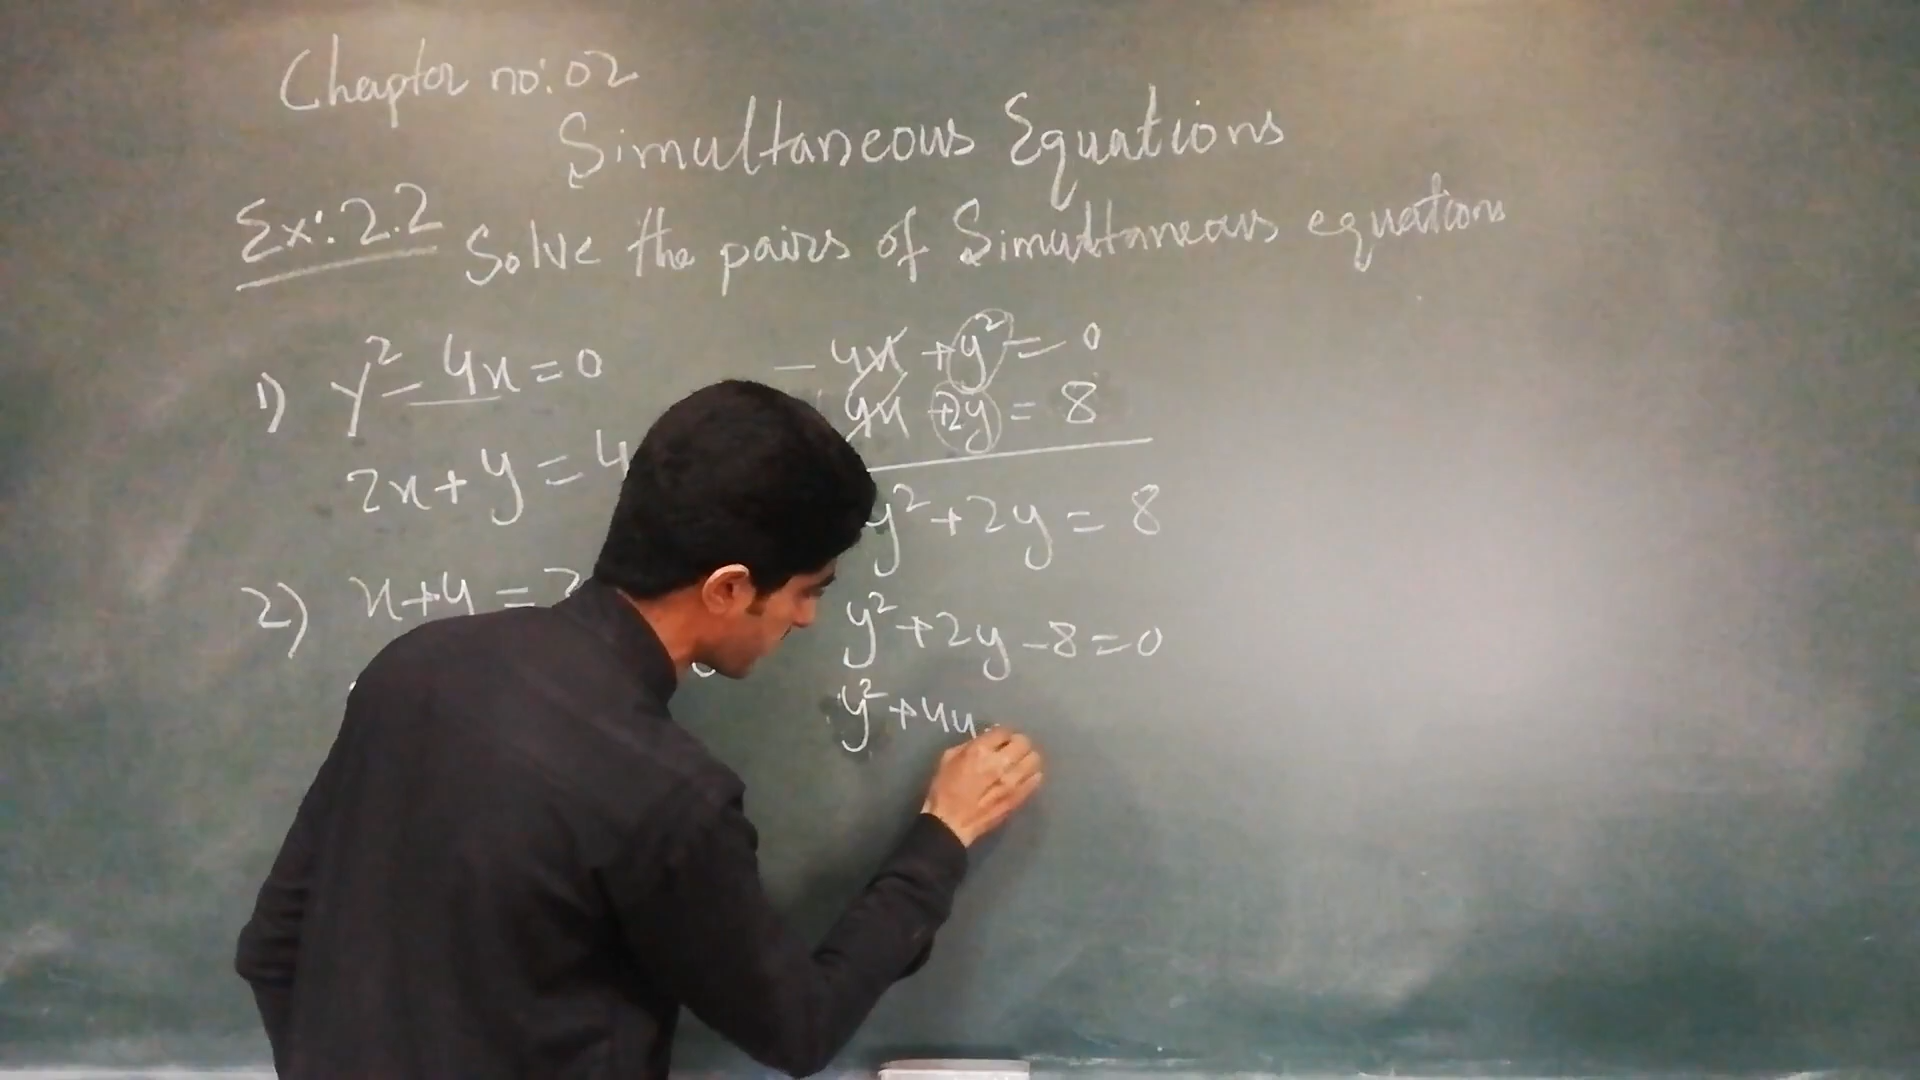 Chapter no:02
Simultaneous Equations
Ex:2.2 Solve the pairs of Simultaneous equations
1) y² - 4x = 0
2x + y = 4
2) x + y =
- 4x + y² = 0
4x + 2y = 8
y² + 2y = 8
y² + 2y - 8 = 0
y² + 4y